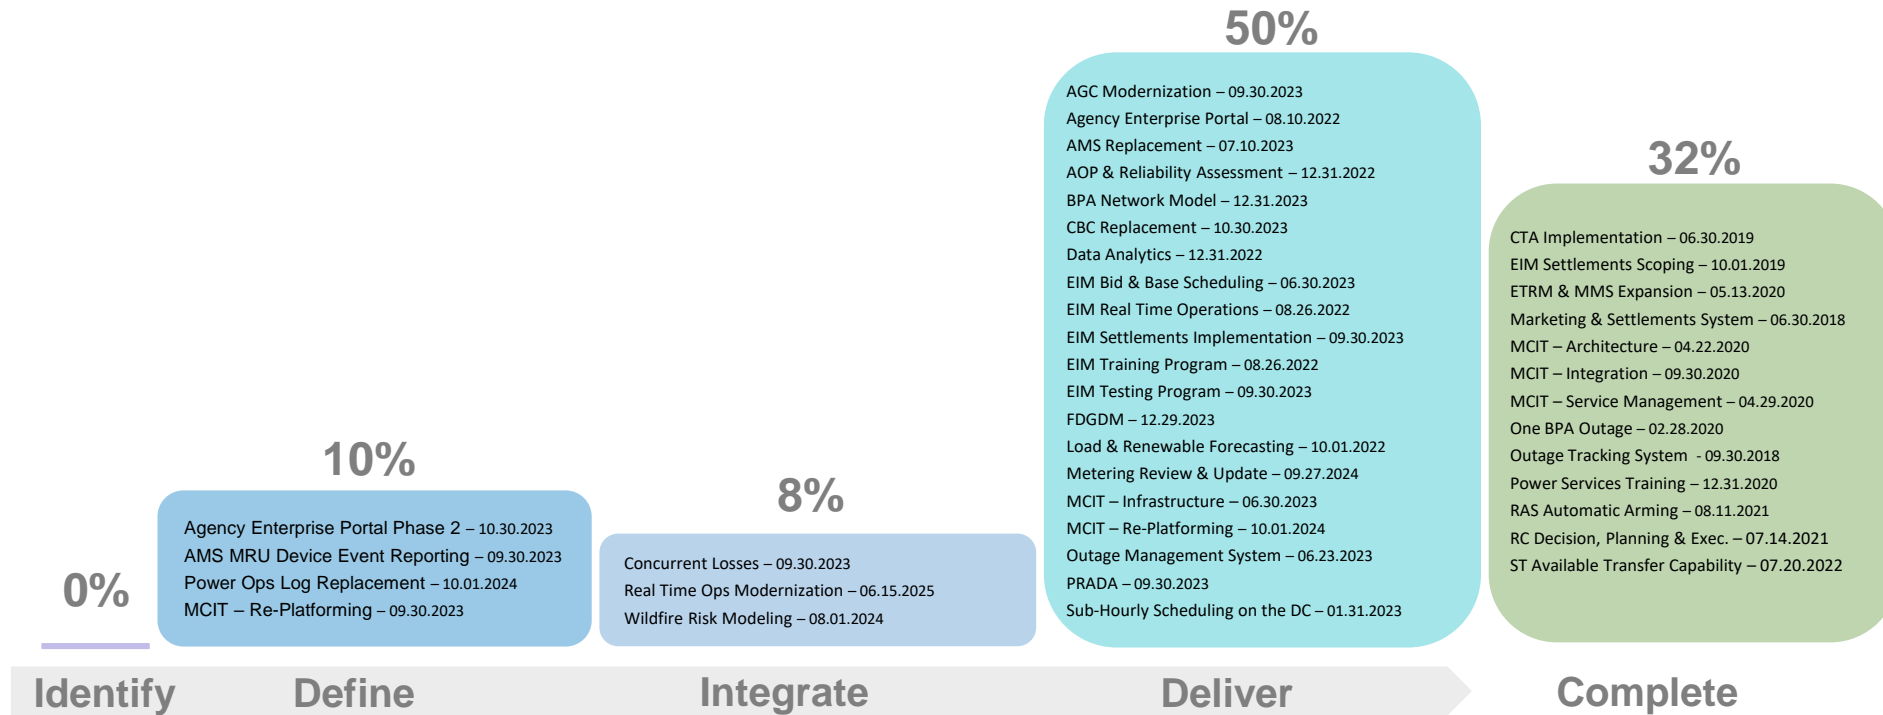 0%
Identify
10%
Agency Enterprise Portal Phase 2 – 10.30.2023
AMS MRU Device Event Reporting – 09.30.2023
Power Ops Log Replacement – 10.01.2024
MCIT – Re-Platforming – 09.30.2023
Define
8%
Concurrent Losses – 09.30.2023
Real Time Ops Modernization – 06.15.2025
Wildfire Risk Modeling – 08.01.2024
Integrate
50%
AGC Modernization – 09.30.2023
Agency Enterprise Portal – 08.10.2022
AMS Replacement – 07.10.2023
AOP & Reliability Assessment – 12.31.2022
BPA Network Model – 12.31.2023
CBC Replacement – 10.30.2023
Data Analytics – 12.31.2022
EIM Bid & Base Scheduling – 06.30.2023
EIM Real Time Operations – 08.26.2022
EIM Settlements Implementation – 09.30.2023
EIM Training Program – 08.26.2022
EIM Testing Program – 09.30.2023
FDGDM – 12.29.2023
Load & Renewable Forecasting – 10.01.2022
Metering Review & Update – 09.27.2024
MCIT – Infrastructure – 06.30.2023
MCIT – Re-Platforming – 10.01.2024
Outage Management System – 06.23.2023
PRADA – 09.30.2023
Sub-Hourly Scheduling on the DC – 01.31.2023
Deliver
32%
CTA Implementation – 06.30.2019
EIM Settlements Scoping – 10.01.2019
ETRM & MMS Expansion – 05.13.2020
Marketing & Settlements System – 06.30.2018
MCIT – Architecture – 04.22.2020
MCIT – Integration – 09.30.2020
MCIT – Service Management – 04.29.2020
One BPA Outage – 02.28.2020
Outage Tracking System - 09.30.2018
Power Services Training – 12.31.2020
RAS Automatic Arming – 08.11.2021
RC Decision, Planning & Exec. – 07.14.2021
ST Available Transfer Capability – 07.20.2022
Complete